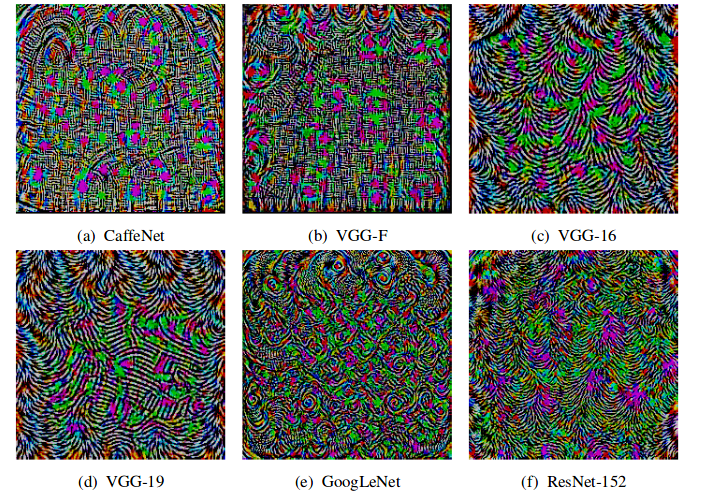 (a) CaffeNet
(b) VGG-F
(c) VGG-16
(d) VGG-19
(e) GoogLeNet
(f) ResNet-152